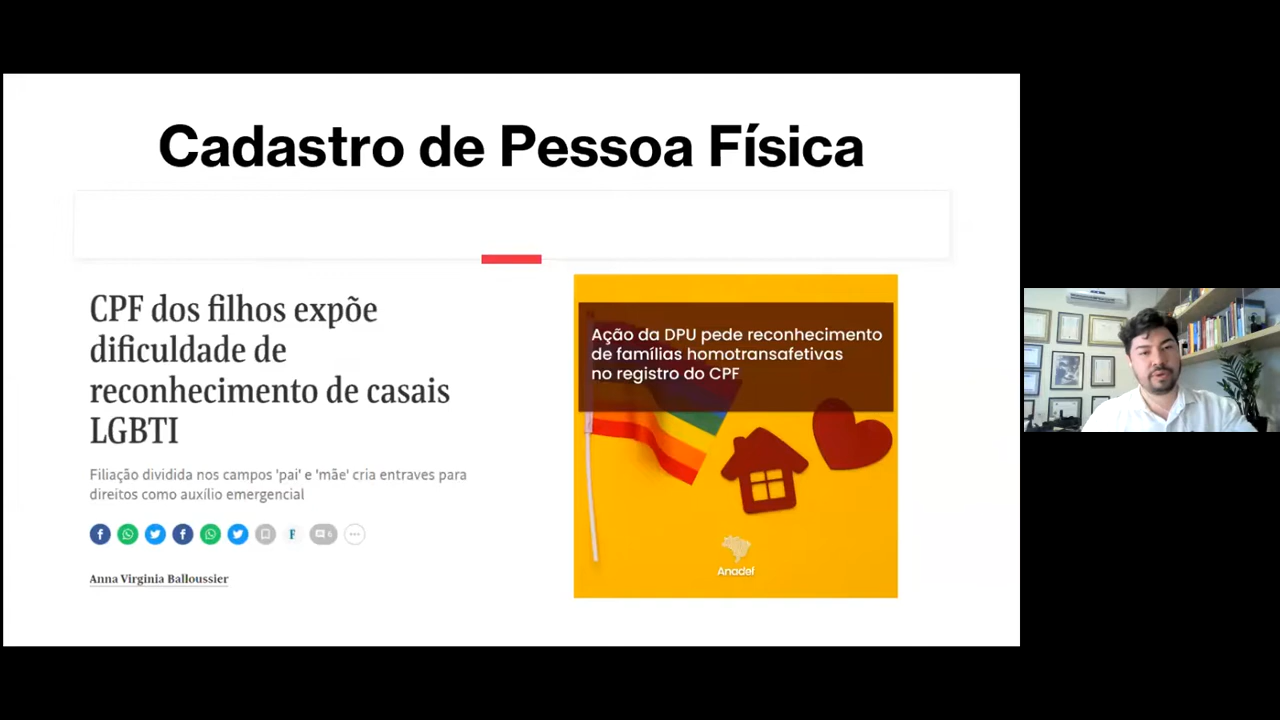 Cadastro de Pessoa Física
CPF dos filhos expõe
dificuldade de
reconhecimento de casais
LGBTI
Filiação dividida nos campos 'pai' e 'mãe' cria entraves para
direitos como auxílio emergencial
F
6
Anna Virginia Balloussier
Ação da DPU pede reconhecimento
de famílias homotransafetivas
no registro do CPF
Anadef